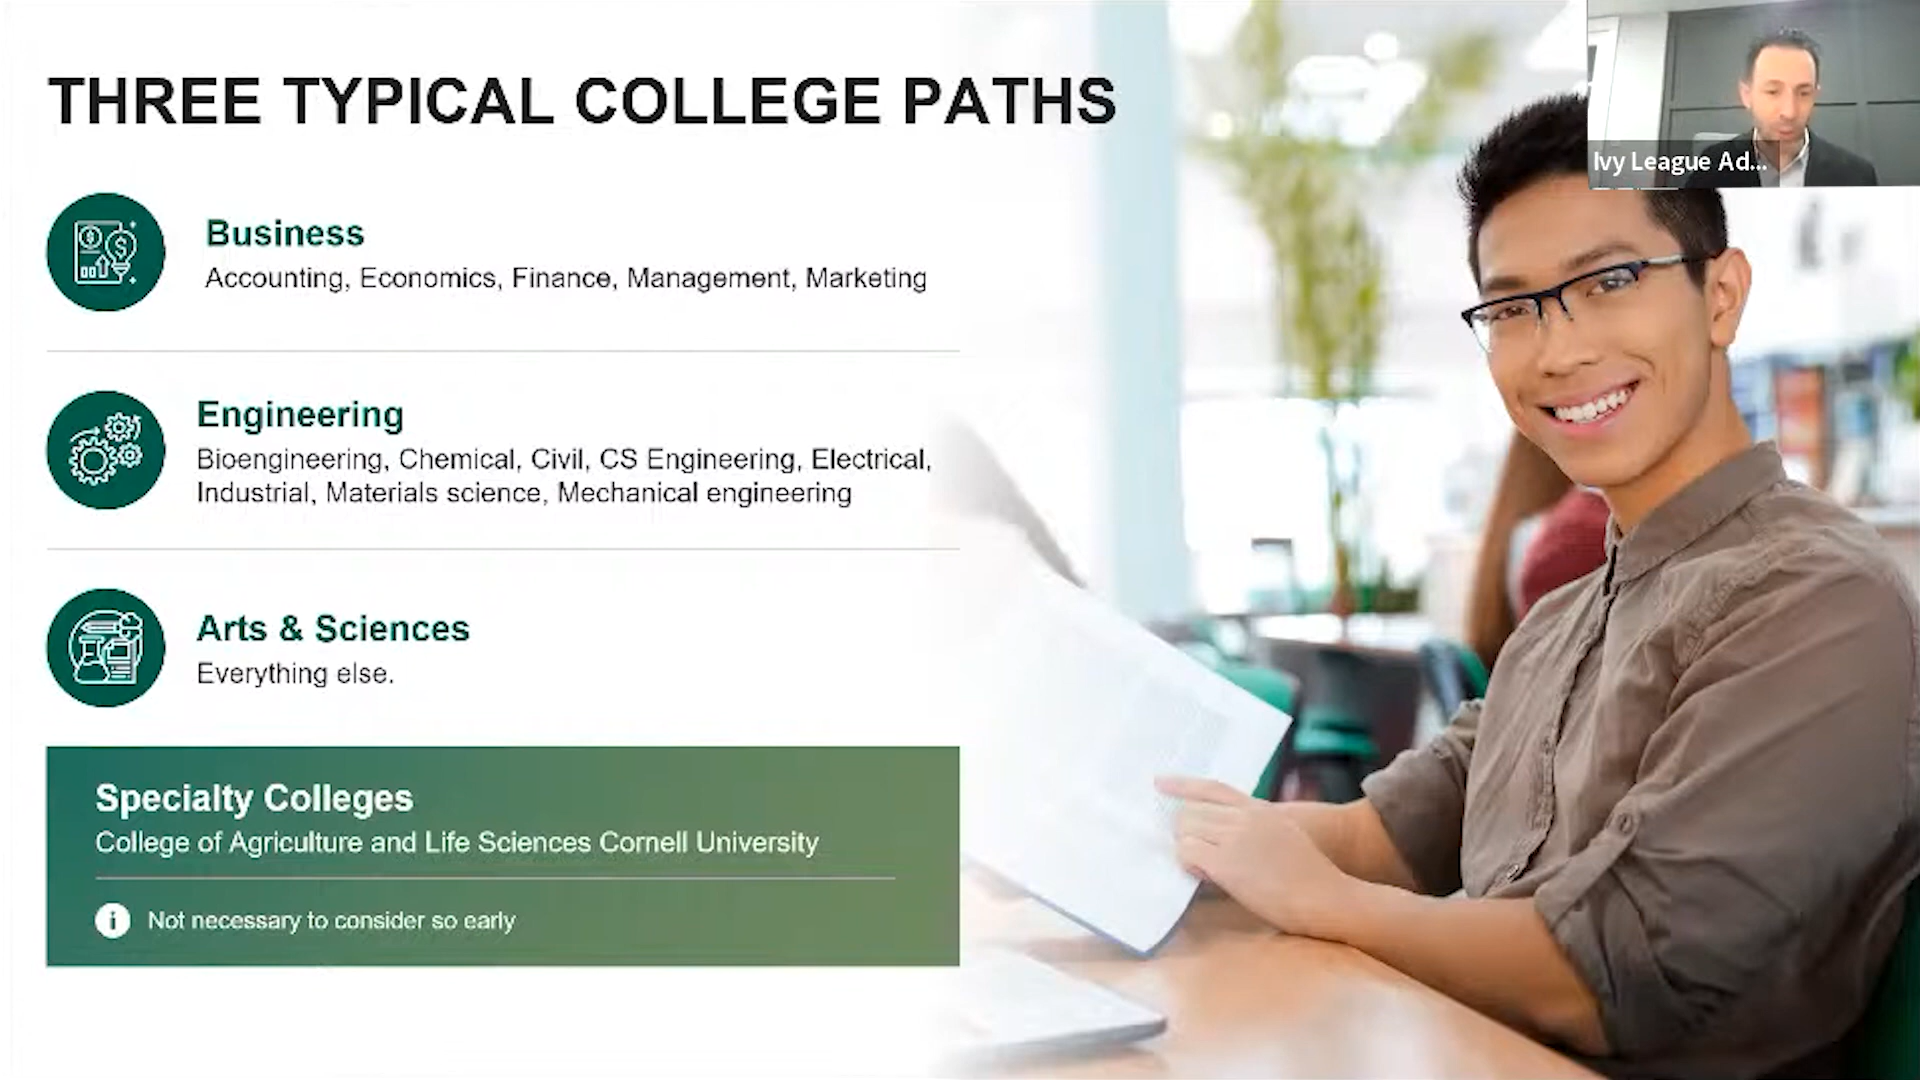 THREE TYPICAL COLLEGE PATHS
Ivy League Ad...
Business
Accounting, Economics, Finance, Management, Marketing
Engineering
Bioengineering, Chemical, Civil, CS Engineering, Electrical,
Industrial, Materials science, Mechanical engineering
Arts & Sciences
Everything else.
Specialty Colleges
College of Agriculture and Life Sciences Cornell University
i Not necessary to consider so early